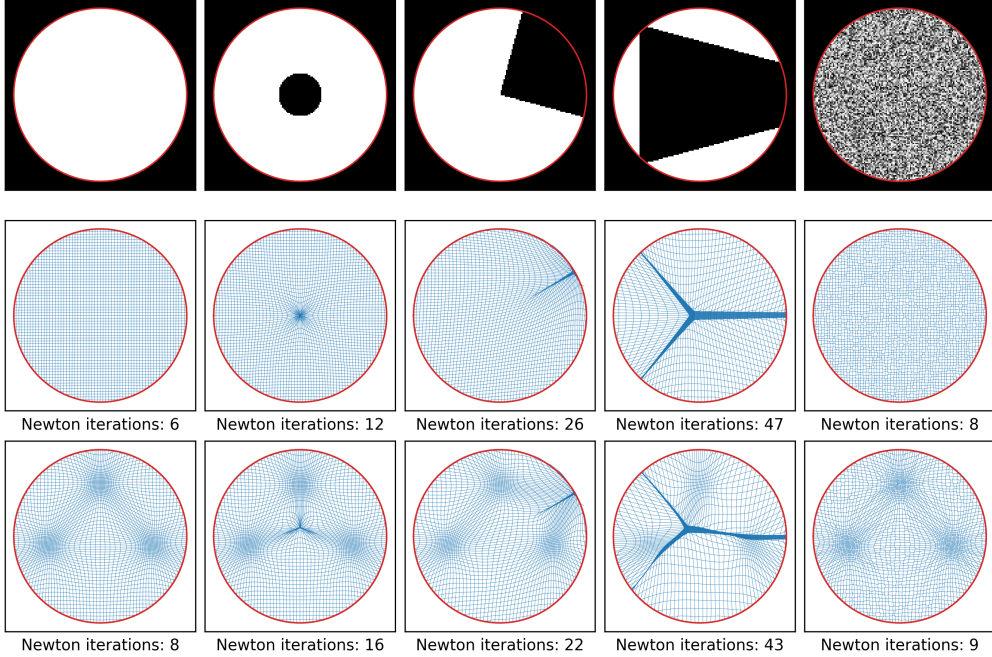 Newton iterations: 6
Newton iterations: 12
Newton iterations: 26
Newton iterations: 47
Newton iterations: 8
Newton iterations: 8
Newton iterations: 16
Newton iterations: 22
Newton iterations: 43
Newton iterations: 9